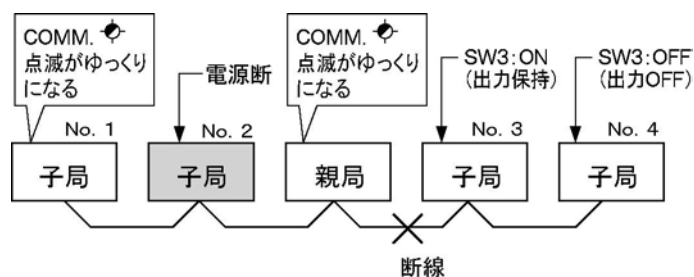 COMM.
点滅がゆっくり
になる
電源断
COMM.
点滅がゆっくり
になる
SW3:ON
(出力保持)
SW3:OFF
(出力OFF)
No. 1
No. 2
No. 3
No. 4
子局
子局
親局
子局
子局
断線